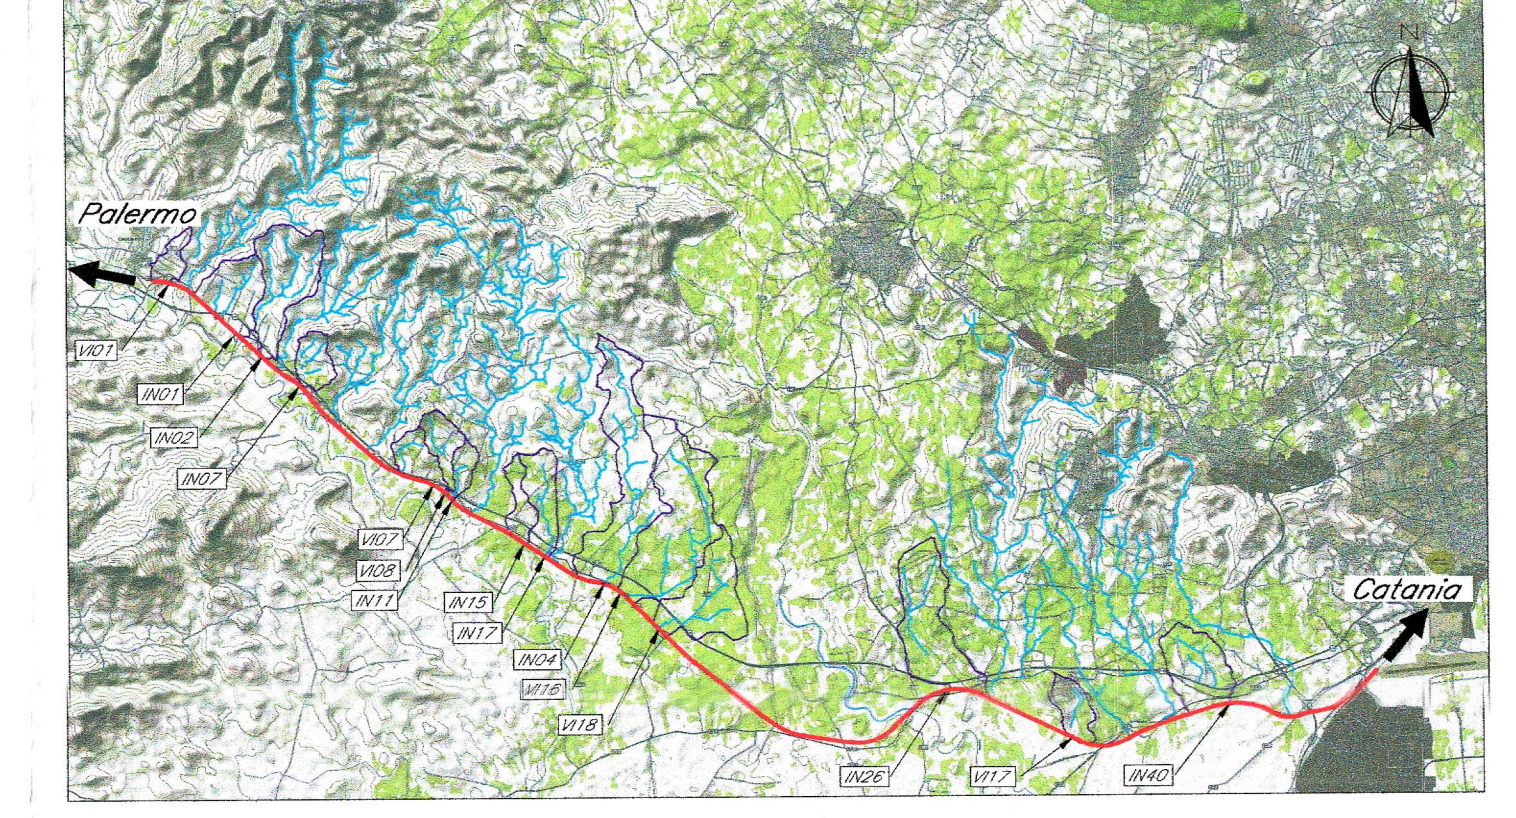 N
Palermo
VI01
IN01
IN02
IN07
VI07
VI08
IN11
IN15
IN17
IN04
VI16
VI18
Catania
IN26
VI17
IN40